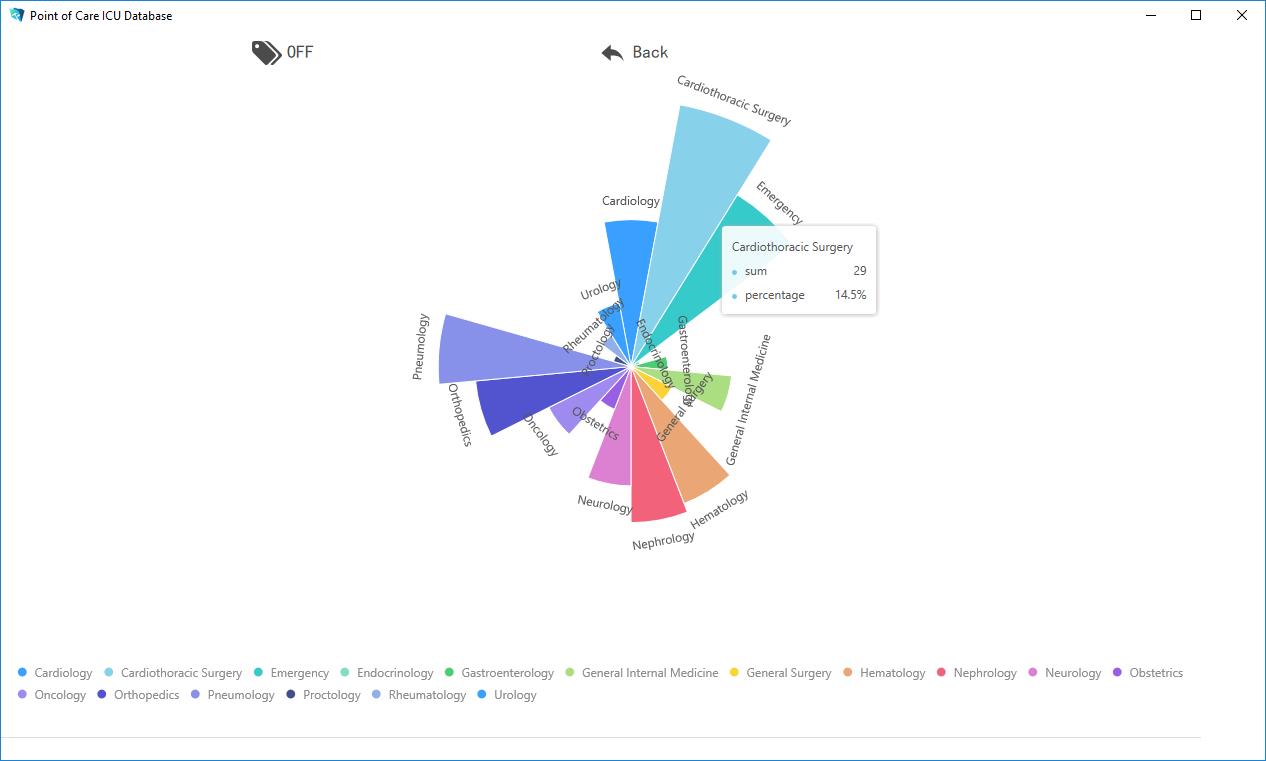 Point of Care ICU Database
OFF
Back
Cardiothoracic Surgery
Emergency
Cardiology
Cardiothoracic Surgery
sum 29
percentage 14.5%
Urology
Rheumatology
Proctology
Endocrinology
Gastroenterology
Pneumology
Orthopedics
Oncology
Obstetrics
General Surgery
General Internal Medicine
Neurology
Hematology
Nephrology
Cardiology Cardiothoracic Surgery Emergency Endocrinology Gastroenterology General Internal Medicine General Surgery Hematology Nephrology Neurology Obstetrics
Oncology Orthopedics Pneumology Proctology Rheumatology Urology